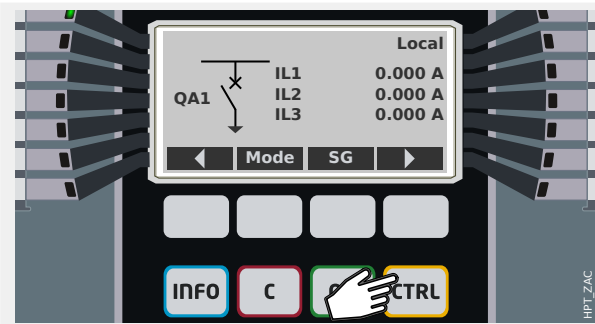 Local
IL1 0.000 A
QA1 IL2 0.000 A
IL3 0.000 A
Mode SG
INFO C CTRL
HPT_ZAC